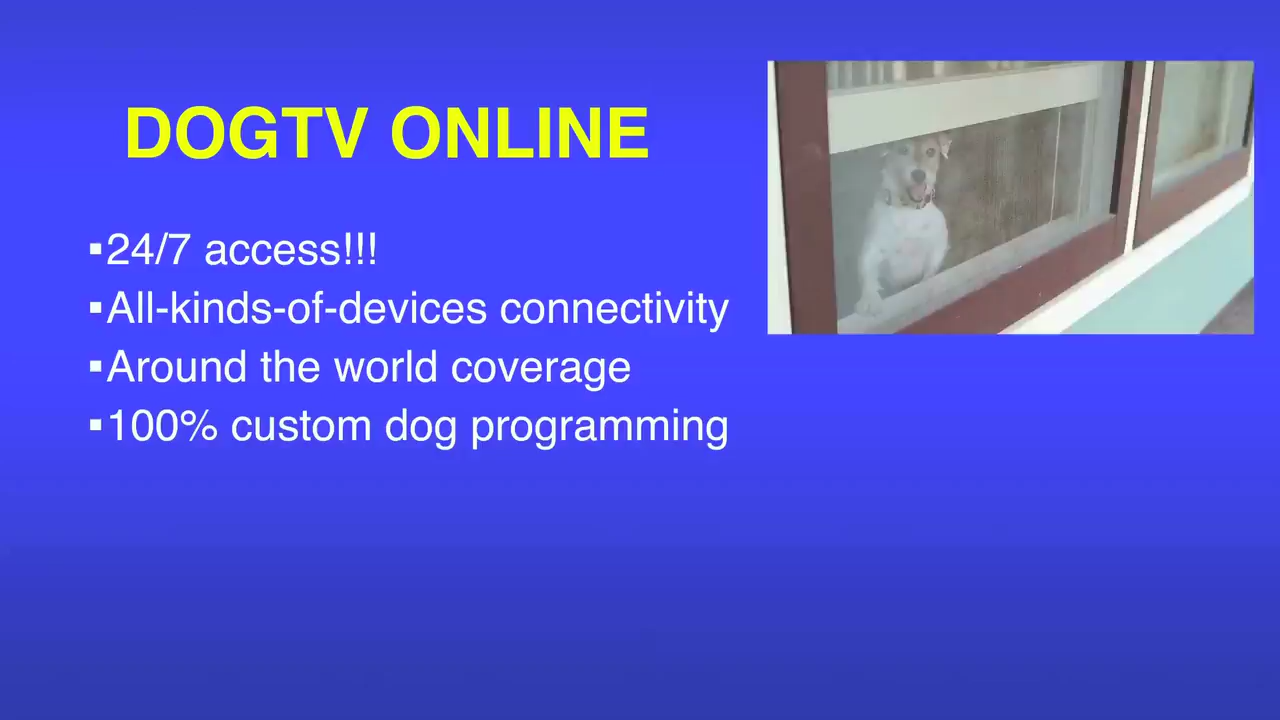 DOGTV ONLINE
▪24/7 access!!!
▪All-kinds-of-devices connectivity
▪Around the world coverage
▪100% custom dog programming